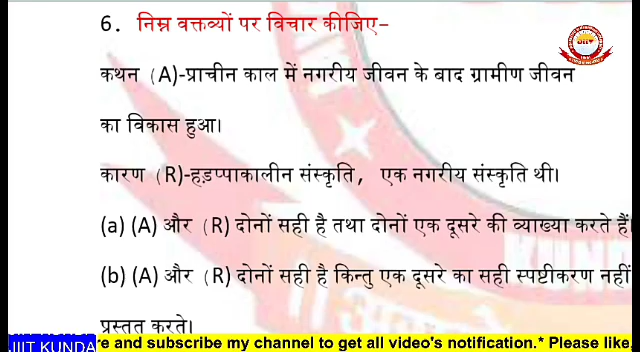 6. निम्न वक्तव्यों पर विचार कीजिए-
कथन (A)-प्राचीन काल में नगरीय जीवन के बाद ग्रामीण जीवन
का विकास हुआ।
कारण (R)-हड़प्पाकालीन संस्कृति, एक नगरीय संस्कृति थी।
(a) (A) और (R) दोनों सही है तथा दोनों एक दूसरे की व्याख्या करते हैं।
(b) (A) और (R) दोनों सही है किन्तु एक दूसरे का सही स्पष्टीकरण नहीं
प्रस्तुत करते।
JIIT KUNDA re and subscribe my channel to get all video's notification.* Please like,